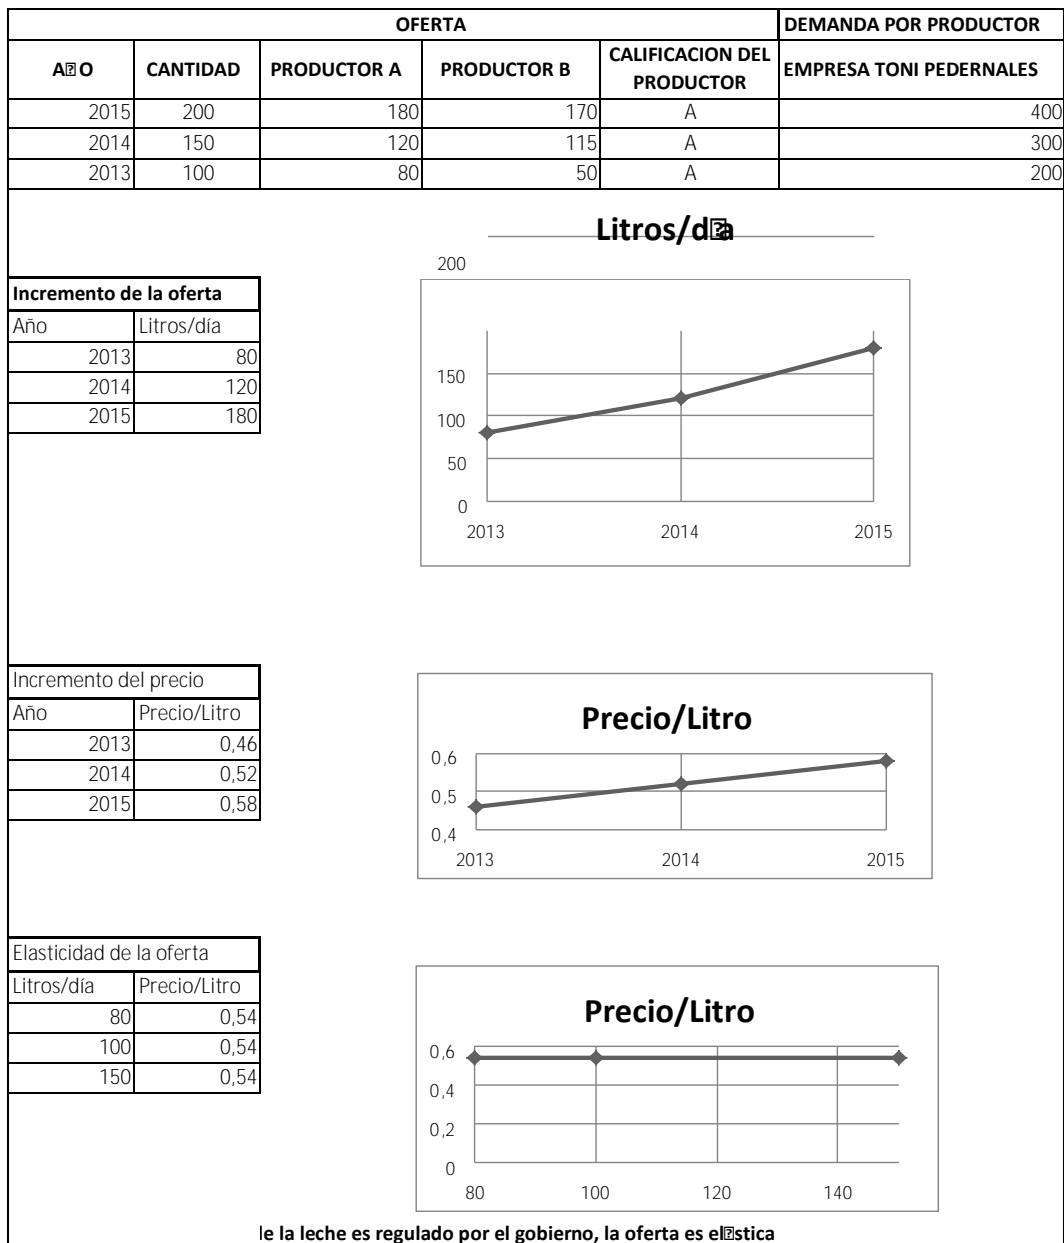 OFERTA DEMANDA POR PRODUCTOR
A�O CANTIDAD PRODUCTOR A PRODUCTOR B CALIFICACION DEL PRODUCTOR EMPRESA TONI PEDERNALES
2015 200 180 170 A 400
2014 150 120 115 A 300
2013 100 80 50 A 200
Litros/d�a
200
150
100
50
0
2013 2014 2015
Incremento de la oferta
Año Litros/día
2013 80
2014 120
2015 180
Incremento del precio
Año Precio/Litro
2013 0,46
2014 0,52
2015 0,58
Precio/Litro
0,6
0,5
0,4
2013 2014 2015
Elasticidad de la oferta
Litros/día Precio/Litro
80 0,54
100 0,54
150 0,54
Precio/Litro
0,6
0,4
0,2
0
80 100 120 140
le la leche es regulado por el gobierno, la oferta es el�stica